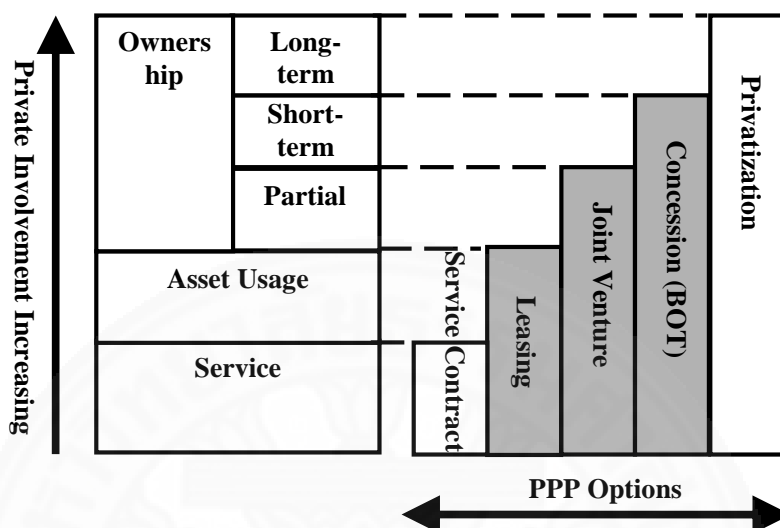 Private Involvement Increasing
Owners
hip
Long-
term
Short-
term
Partial
Asset Usage
Service
Service Contract
Leasing
Joint Venture
Concession (BOT)
Privatization
PPP Options